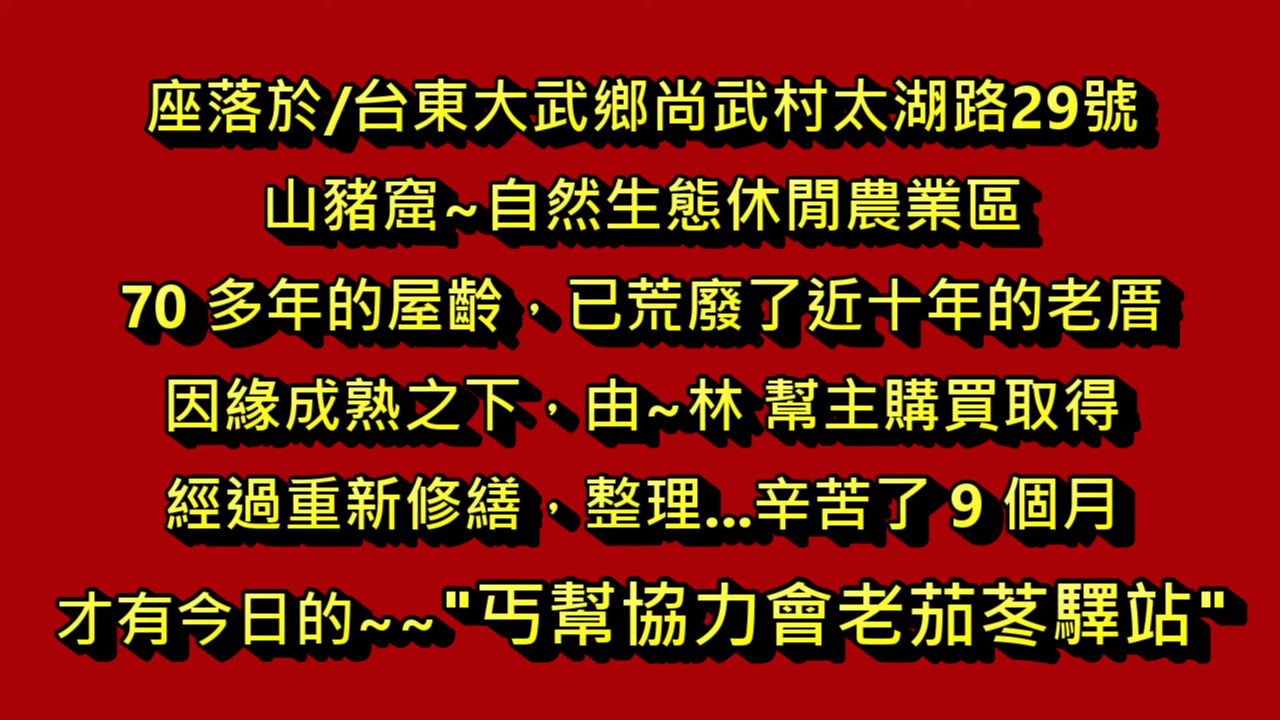 座落於/台東大武鄉尚武村太湖路29號
山豬窟~自然生態休閒農業區
70 多年的屋齡，已荒廢了近十年的老厝
因緣成熟之下，由~林 幫主購買取得
經過重新修繕，整理...辛苦了 9 個月
才有今日的~~"丐幫協力會老茄苳驛站"